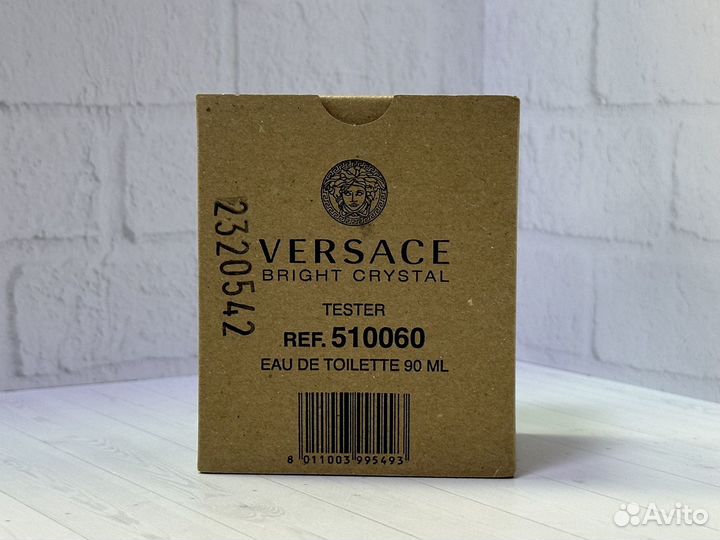 VERSACE
BRIGHT CRYSTAL
TESTER
REF. 510060
EAU DE TOILETTE 90 ML
8 011003 995493
2320542
Avito